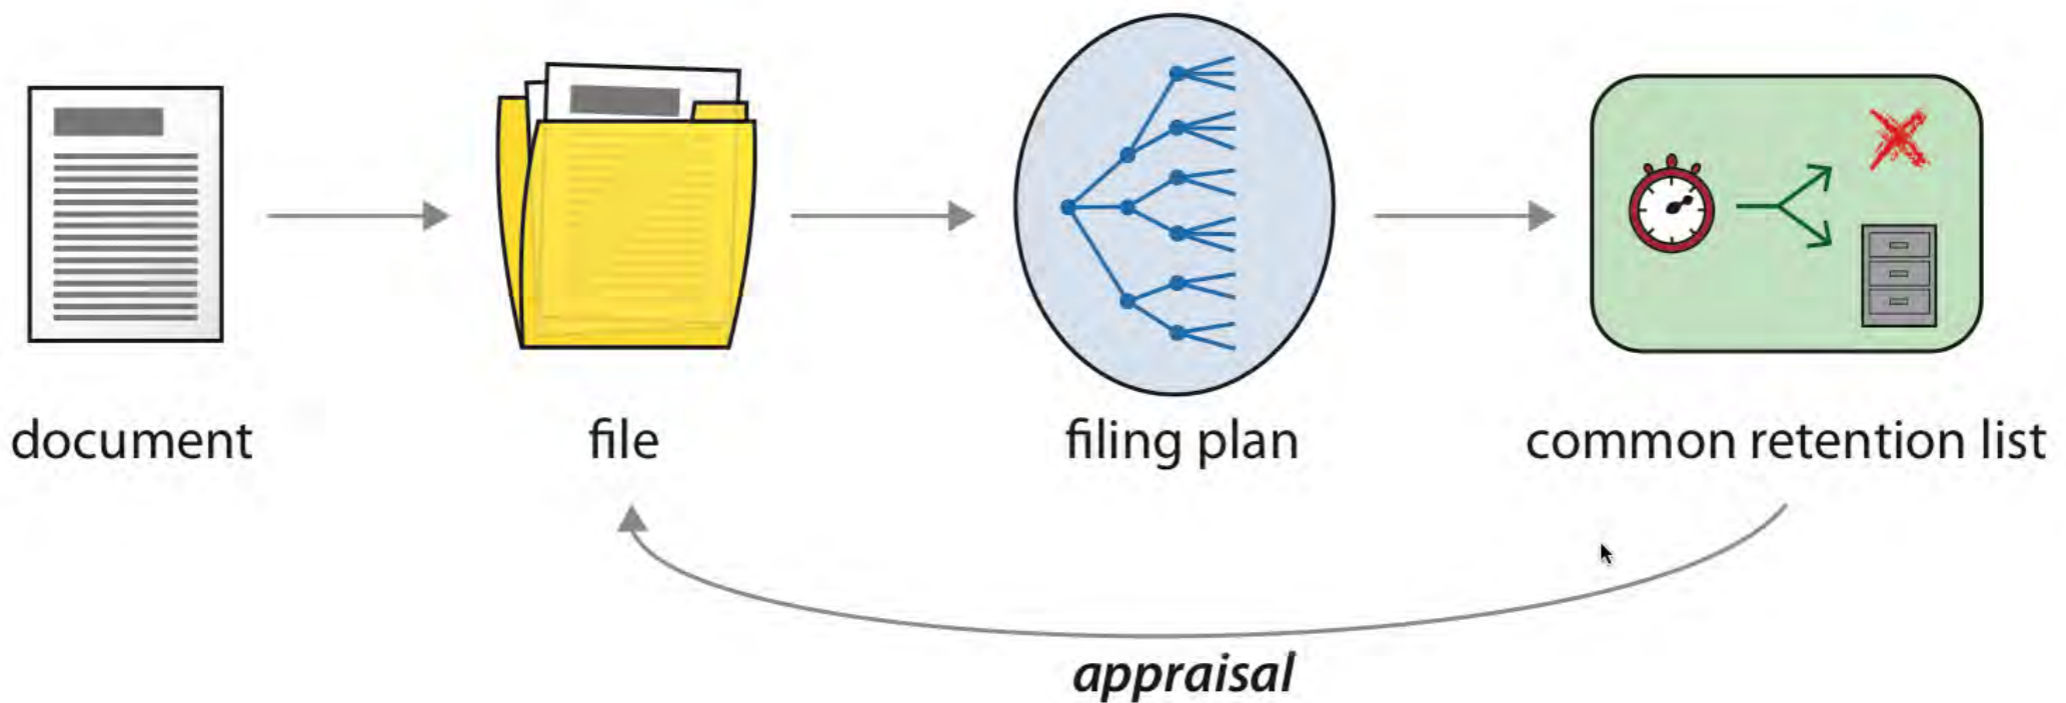 document
file
filing plan
common retention list
appraisal